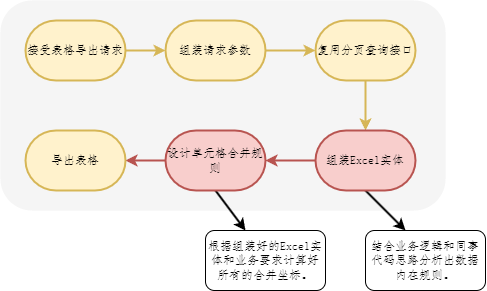 接受表格导出请求
组装请求参数
复用分页查询接口
导出表格
设计单元格合并规
则
组装Excel实体
根据组装好的Excel实
体和业务要求计算好
所有的合并坐标。
结合业务逻辑和同事
代码思路分析出数据
内在规则。